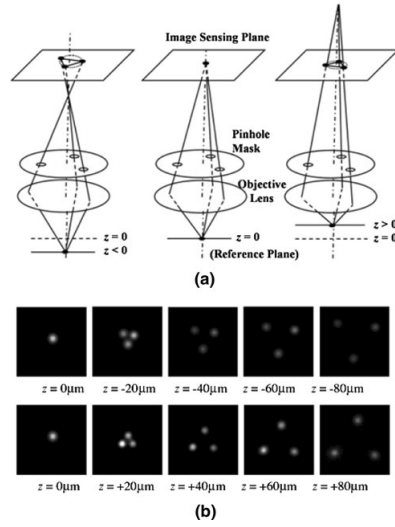 Image Sensing Plane
Pinhole
Mask
Objective
Lens
z = 0
z < 0
z = 0
(Reference Plane)
z > 0
z = 0
(a)
z = 0μm z = -20μm z = -40μm z = -60μm z = -80μm
z = 0μm z = +20μm z = +40μm z = +60μm z = +80μm
(b)